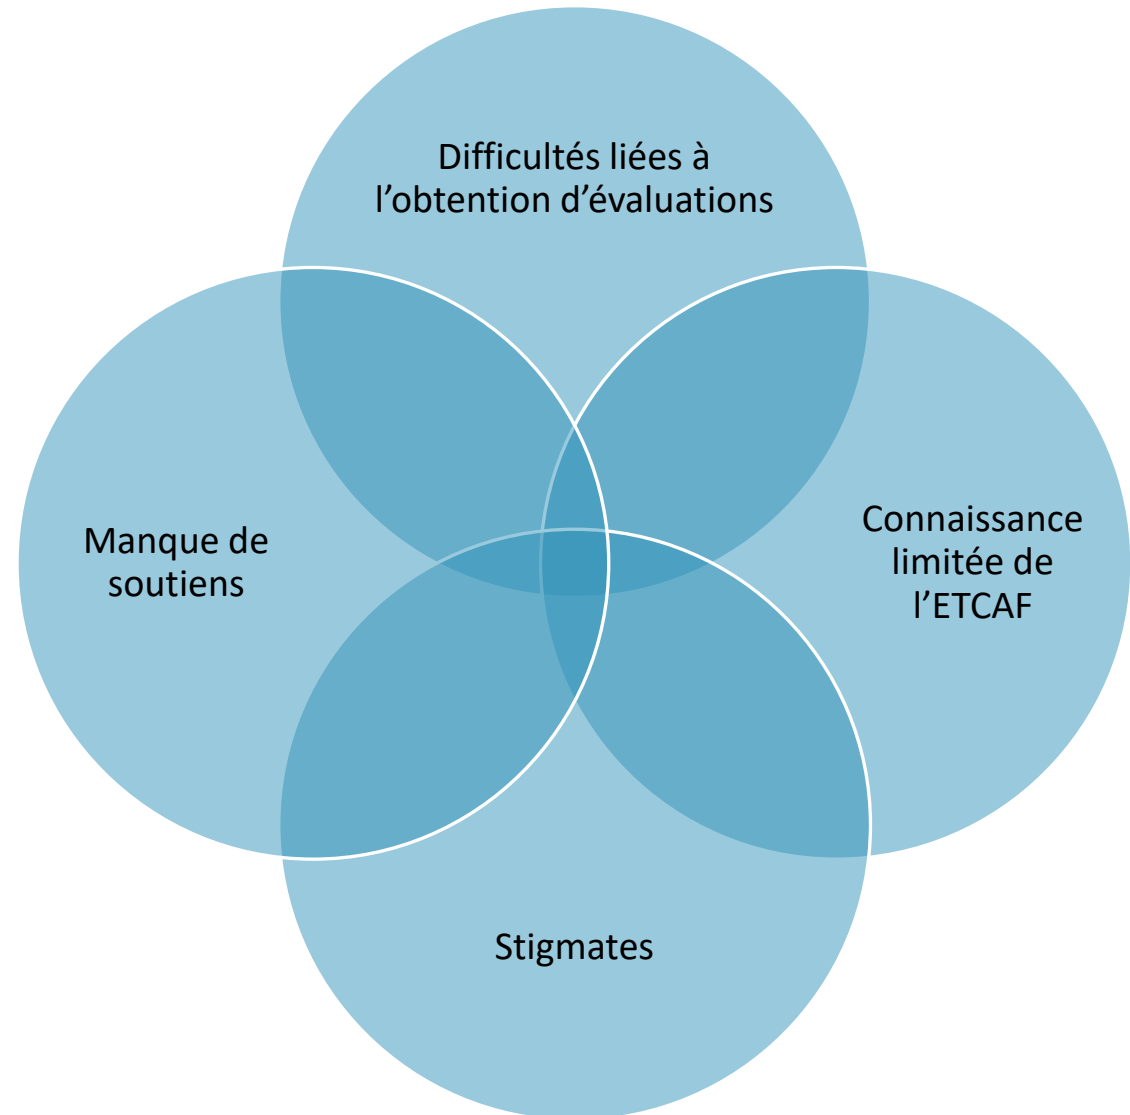 Difficultés liées à
l’obtention d’évaluations
Manque de
soutiens
Connaissance
limitée de
l’ETCAF
Stigmates